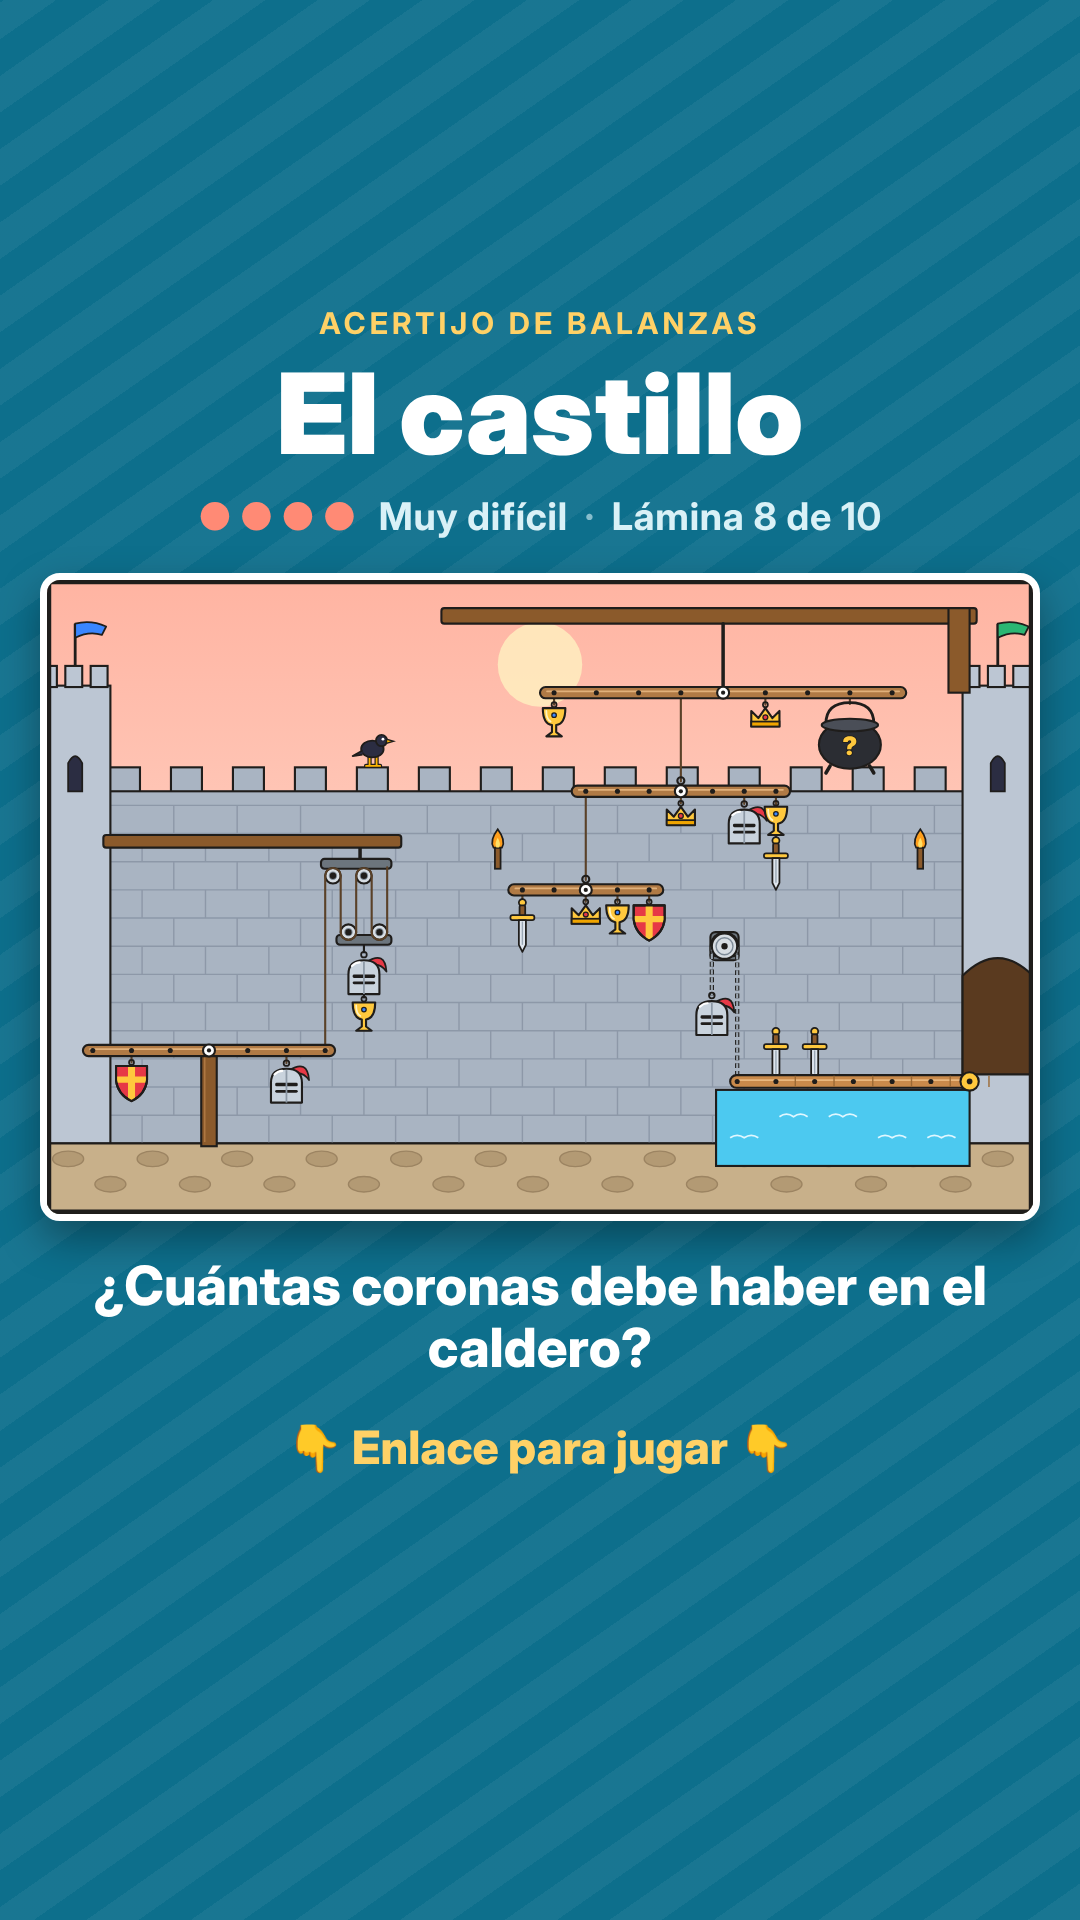 ACERTIJO DE BALANZAS
El castillo
Muy difícil · Lámina 8 de 10
?
¿Cuántas coronas debe haber en el
caldero?
👇 Enlace para jugar 👇